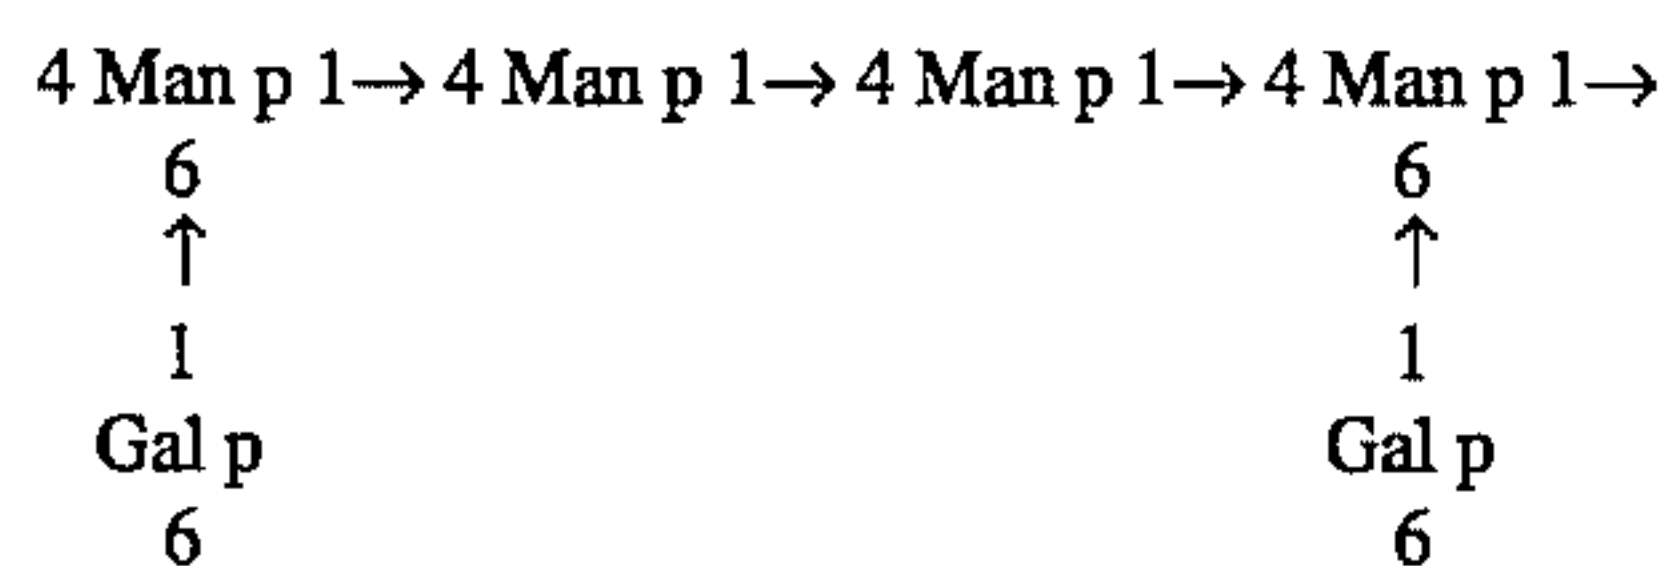 4 Man p 1→ 4 Man p 1→ 4 Man p 1→ 4 Man p 1→
6 6
↑ ↑
1 1
Gal p Gal p
6 6